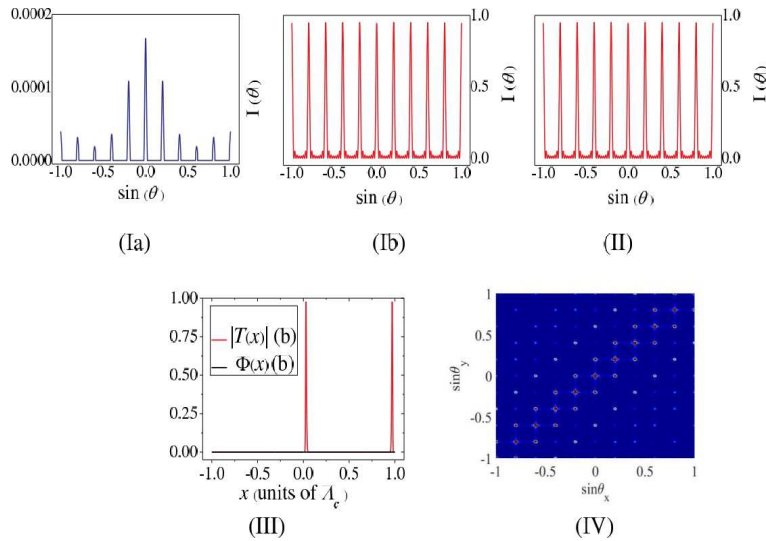 0.0002
0.0001
0.0000
I (θ)
-1.0 -0.5 0.0 0.5 1.0
sin (θ)
(Ia)
1.0
0.5
0.0
I (θ)
-1.0 -0.5 0.0 0.5 1.0
sin (θ)
(Ib)
1.0
0.5
0.0
I (θ)
-1.0 -0.5 0.0 0.5 1.0
sin (θ)
(II)
1.00
0.75
0.50
0.25
0.00
|T(x)| (b)
Φ(x) (b)
-1.0 -0.5 0.0 0.5 1.0
x (units of Λc)
(III)
1
0.5
0
-0.5
-1
sinθy
-1 -0.5 0 0.5 1
sinθx
(IV)